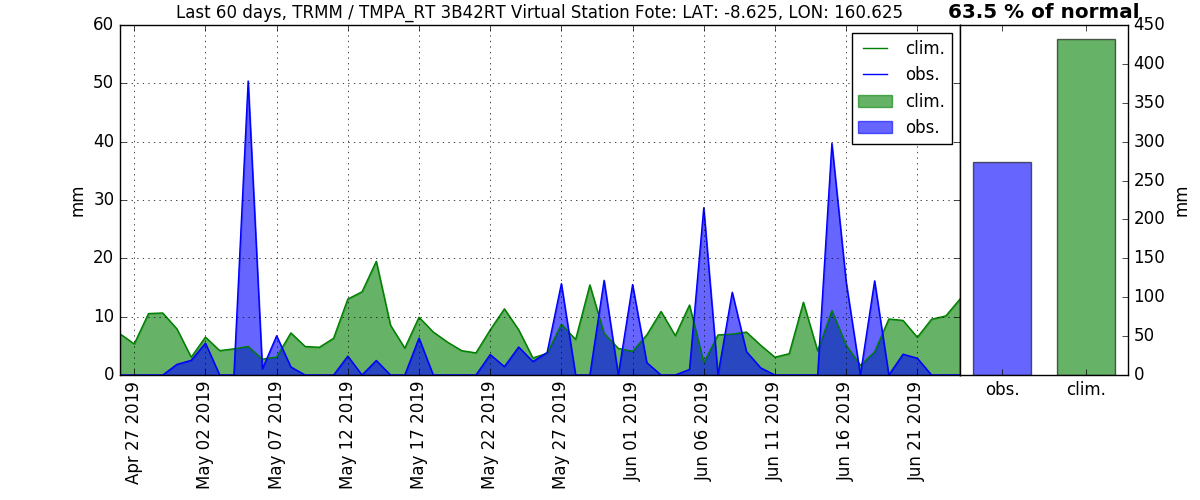 Last 60 days, TRMM / TMPA_RT 3B42RT Virtual Station Fote: LAT: -8.625, LON: 160.625
63.5 % of normal
60
50
40
30
20
10
0
mm
clim.
obs.
clim.
obs.
Apr 27 2019
May 02 2019
May 07 2019
May 12 2019
May 17 2019
May 22 2019
May 27 2019
Jun 01 2019
Jun 06 2019
Jun 11 2019
Jun 16 2019
Jun 21 2019
450
400
350
300
250
200
150
100
50
0
mm
obs.
clim.